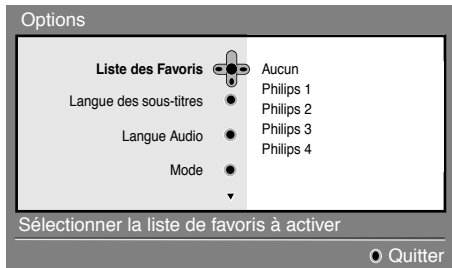 Options
Liste des Favoris
Langue des sous-titres
Langue Audio
Mode
Aucun
Philips 1
Philips 2
Philips 3
Philips 4
Sélectionner la liste de favoris à activer
Quitter